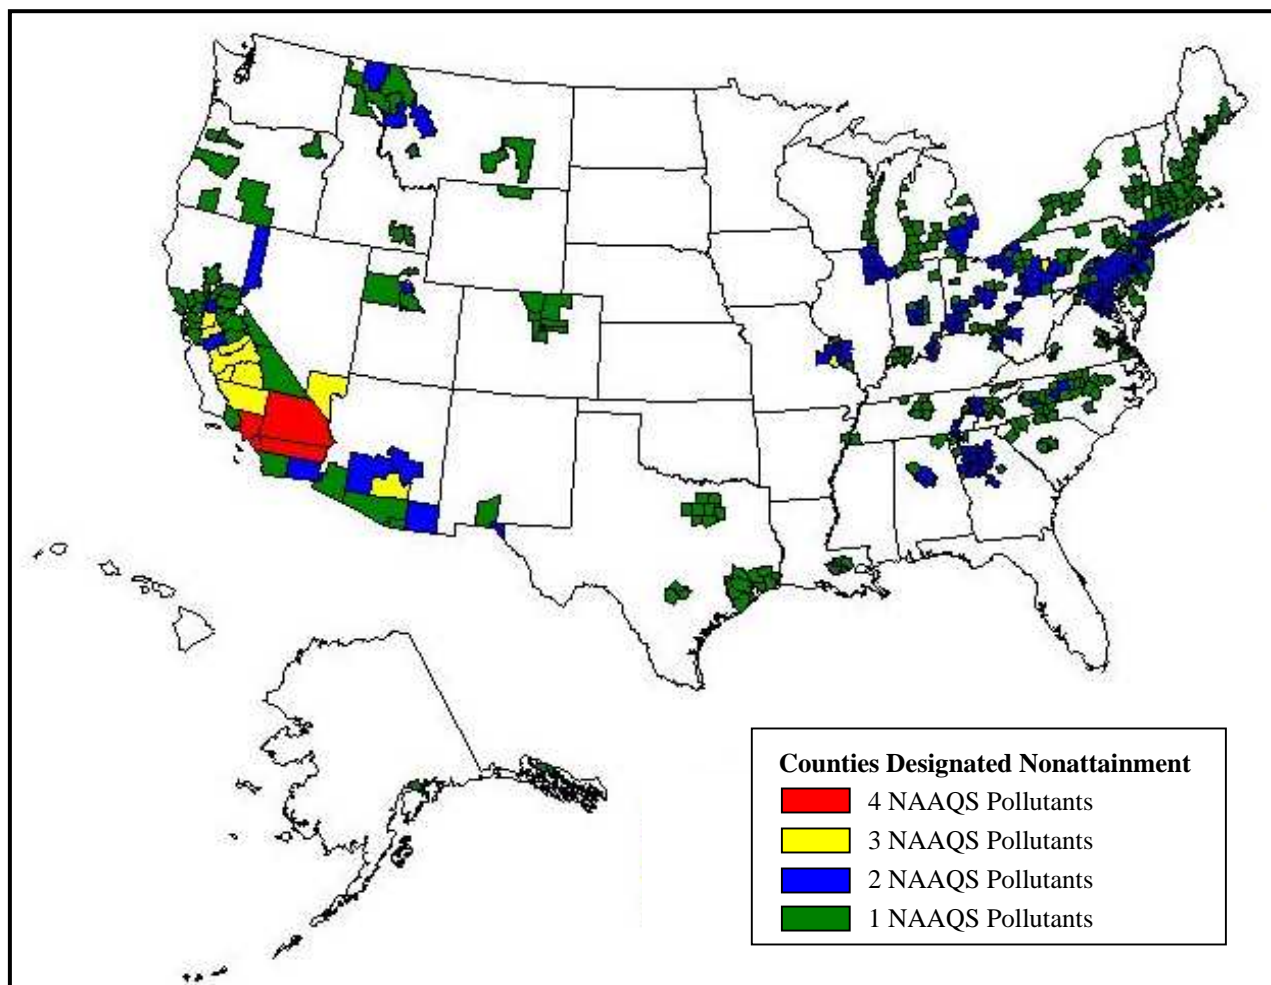 Counties Designated Nonattainment
4 NAAQS Pollutants
3 NAAQS Pollutants
2 NAAQS Pollutants
1 NAAQS Pollutants